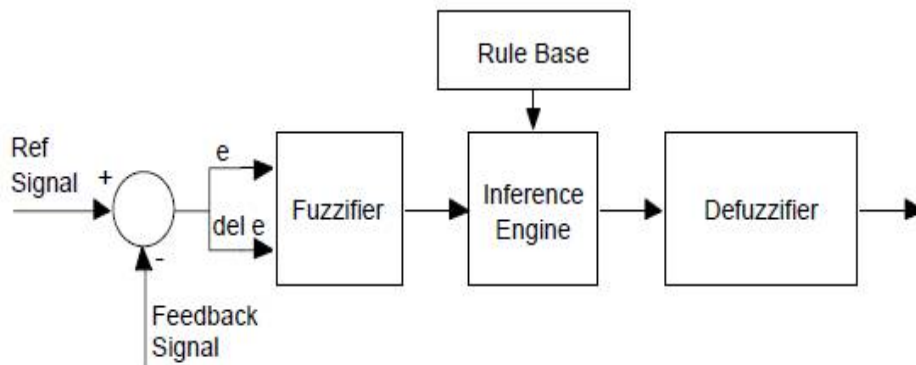 Rule Base
Ref
Signal
+
e
del e
-
Fuzzifier
Inference
Engine
Defuzzifier
Feedback
Signal